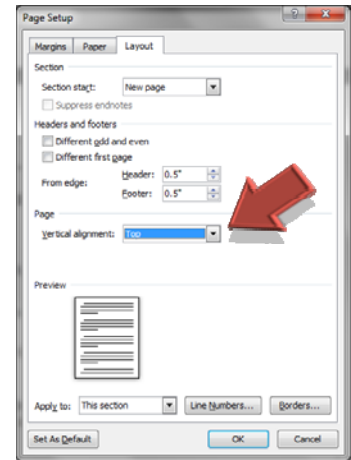 Page Setup
Margins Paper Layout
Section
Section start: New page
Suppress endnotes
Headers and footers
Different odd and even
Different first page
From edge:
Header: 0.5"
Footer: 0.5"
Page
Vertical alignment: Top
Preview
Apply to: This section Line Numbers... Borders...
Set As Default OK Cancel